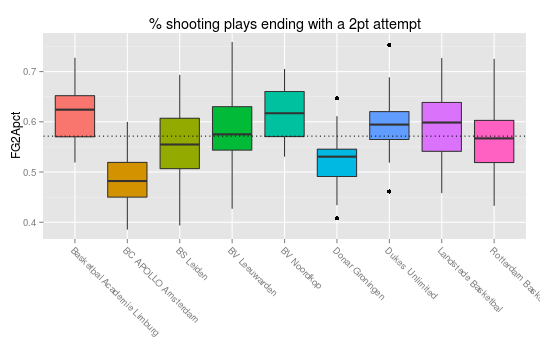 % shooting plays ending with a 2pt attempt
FG2Apct
0.7
0.6
0.5
0.4
Basketbal Academie Limburg
BC APOLLO Amsterdam
BS Leiden
BV Leeuwarden
BV Noordkop
Donar Groningen
Dukes Unlimited
Landstede Basketbal
Rotterdam Bask